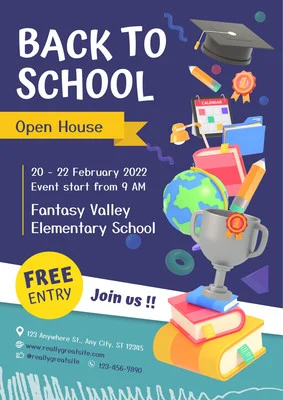 BACK TO
SCHOOL
Open House
CALENDAR
20 - 22 February 2022
Event start from 9 AM
Fantasy Valley
Elementary School
FREE
ENTRY
Join us !!
123 Anywhere St., Any City, ST 12345
www.reallygreatsite.com
@reallygreatsite
123-456-7890